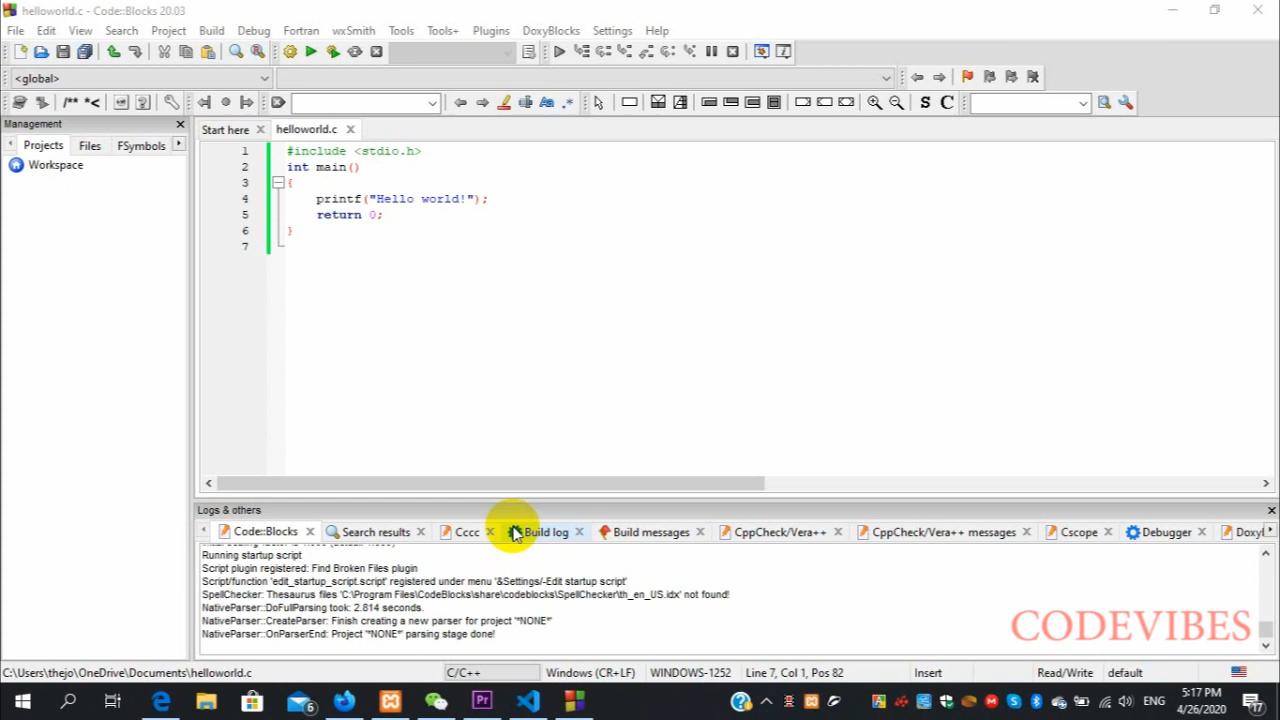 helloworld.c - Code::Blocks 20.03
File Edit View Search Project Build Debug Fortran wxSmith Tools Tools+ Plugins DoxyBlocks Settings Help
<global>
/** *<
S C
Management
Projects Files FSymbols
Workspace
Start here helloworld.c
1 #include <stdio.h>
2 int main()
3 {
4 printf("Hello world!");
5 return 0;
6 }
7
Logs & others
Code::Blocks Search results Cccc Build log Build messages CppCheck/Vera++ CppCheck/Vera++ messages Cscope Debugger Doxy
Running startup script
Script plugin registered: Find Broken Files plugin
Script/function 'edit_startup_script.script' registered under menu '&Settings/-Edit startup script'
SpellChecker: Thesaurus files 'C:\Program Files\CodeBlocks\share\codeblocks\SpellChecker\th_en_US.idx' not found!
NativeParser::DoFullParsing took: 2.814 seconds.
NativeParser::CreateParser: Finish creating a new parser for project '*NONE*'
NativeParser::OnParserEnd: Project '*NONE*' parsing stage done!
CODEVIBES
C:\Users\thejo\OneDrive\Documents\helloworld.c C/C++ Windows (CR+LF) WINDOWS-1252 Line 7, Col 1, Pos 82 Insert Read/Write default
6 Pr ENG 5:17 PM
4/26/2020 17